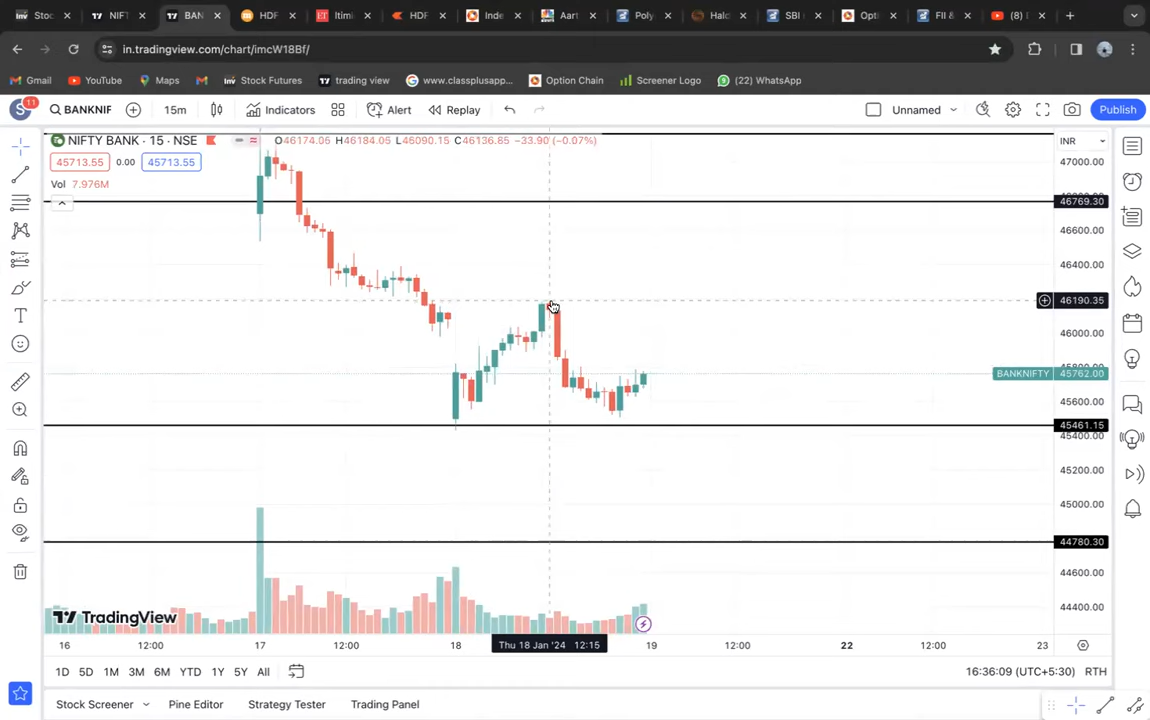 Stoc
NIFT
BAN
HDF
Itimi
HDF
Inde
Aart
Poly
Halo
SBI
Opti
FII &
(8)
in.tradingview.com/chart/imcW18Bf/
Gmail
YouTube
Maps
Stock Futures
trading view
www.classplusapp...
Option Chain
Screener Logo
(22) WhatsApp
S 11
BANKNIF
15m
Indicators
Alert
Replay
Unnamed
Publish
NIFTY BANK · 15 · NSE
O46174.05 H46184.05 L46090.15 C46136.85 −33.90 (−0.07%)
INR
45713.55 0.00 45713.55
Vol 7.976M
47000.00
46769.30
46600.00
46400.00
46190.35
46000.00
BANKNIFTY 45762.00
45600.00
45461.15
45400.00
45200.00
45000.00
44780.30
44600.00
44400.00
TradingView
16 12:00 17 12:00 18 Thu 18 Jan '24 12:15 19 12:00 22 12:00 23
1D 5D 1M 3M 6M YTD 1Y 5Y All
16:36:09 (UTC+5:30) RTH
Stock Screener
Pine Editor
Strategy Tester
Trading Panel